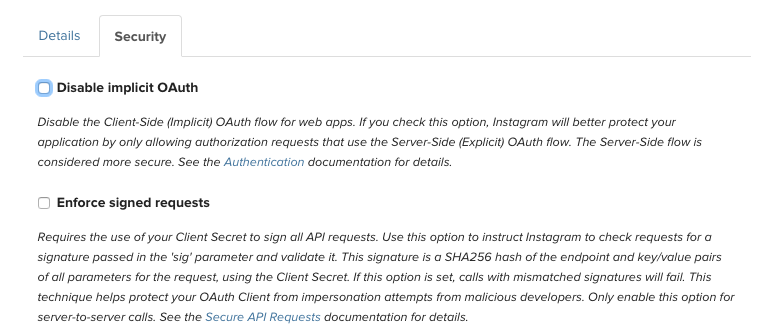 Details
Security
Disable implicit OAuth
Disable the Client-Side (Implicit) OAuth flow for web apps. If you check this option, Instagram will better protect your
application by only allowing authorization requests that use the Server-Side (Explicit) OAuth flow. The Server-Side flow is
considered more secure. See the Authentication documentation for details.
Enforce signed requests
Requires the use of your Client Secret to sign all API requests. Use this option to instruct Instagram to check requests for a
signature passed in the 'sig' parameter and validate it. This signature is a SHA256 hash of the endpoint and key/value pairs
of all parameters for the request, using the Client Secret. If this option is set, calls with mismatched signatures will fail. This
technique helps protect your OAuth Client from impersonation attempts from malicious developers. Only enable this option for
server-to-server calls. See the Secure API Requests documentation for details.